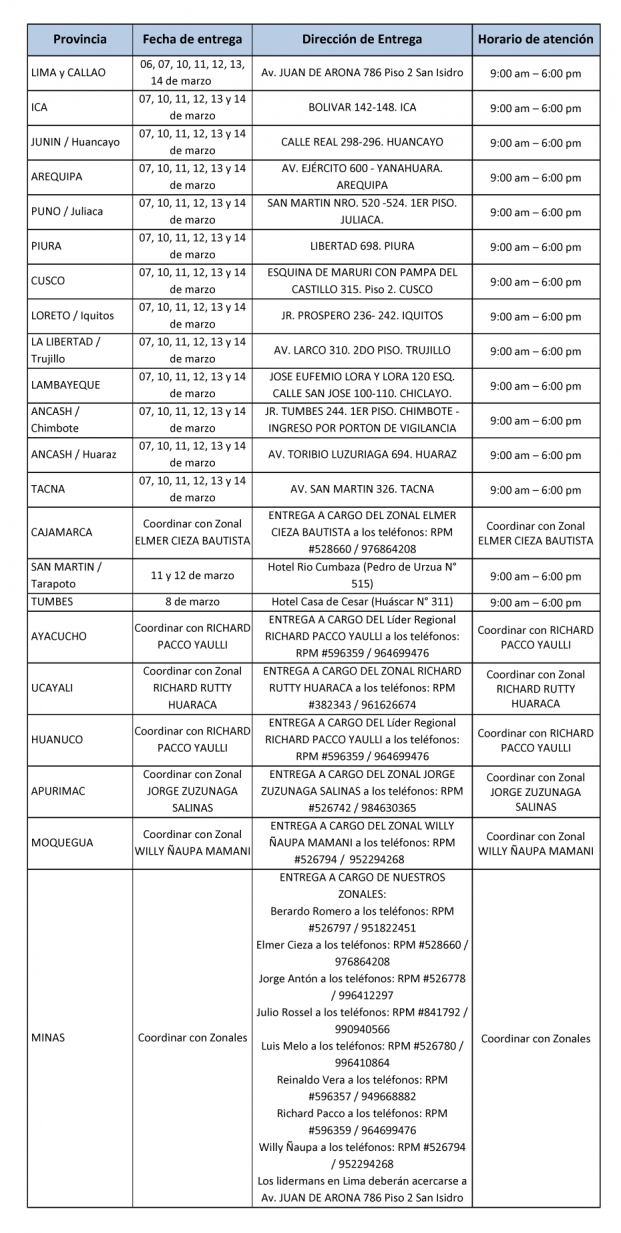 Provincia Fecha de entrega Dirección de Entrega Horario de atención
LIMA y CALLAO
06, 07, 10, 11, 12, 13,
14 de marzo
Av. JUAN DE ARONA 786 Piso 2 San Isidro
9:00 am – 6:00 pm
ICA
07, 10, 11, 12, 13 y 14
de marzo
BOLIVAR 142-148. ICA
9:00 am – 6:00 pm
JUNIN / Huancayo
07, 10, 11, 12, 13 y 14
de marzo
CALLE REAL 298-296. HUANCAYO
9:00 am – 6:00 pm
AREQUIPA
07, 10, 11, 12, 13 y 14
de marzo
AV. EJÉRCITO 600 - YANAHUARA.
AREQUIPA
9:00 am – 6:00 pm
PUNO / Juliaca
07, 10, 11, 12, 13 y 14
de marzo
SAN MARTIN NRO. 520 -524. 1ER PISO.
JULIACA.
9:00 am – 6:00 pm
PIURA
07, 10, 11, 12, 13 y 14
de marzo
LIBERTAD 698. PIURA
9:00 am – 6:00 pm
CUSCO
07, 10, 11, 12, 13 y 14
de marzo
ESQUINA DE MARURI CON PAMPA DEL
CASTILLO 315. Piso 2. CUSCO
9:00 am – 6:00 pm
LORETO / Iquitos
07, 10, 11, 12, 13 y 14
de marzo
JR. PROSPERO 236- 242. IQUITOS
9:00 am – 6:00 pm
LA LIBERTAD /
Trujillo
07, 10, 11, 12, 13 y 14
de marzo
AV. LARCO 310. 2DO PISO. TRUJILLO
9:00 am – 6:00 pm
LAMBAYEQUE
07, 10, 11, 12, 13 y 14
de marzo
JOSE EUFEMIO LORA Y LORA 120 ESQ.
CALLE SAN JOSE 100-110. CHICLAYO.
9:00 am – 6:00 pm
ANCASH /
Chimbote
07, 10, 11, 12, 13 y 14
de marzo
JR. TUMBES 244. 1ER PISO. CHIMBOTE -
INGRESO POR PORTON DE VIGILANCIA
9:00 am – 6:00 pm
ANCASH / Huaraz
07, 10, 11, 12, 13 y 14
de marzo
AV. TORIBIO LUZURIAGA 694. HUARAZ
9:00 am – 6:00 pm
TACNA
07, 10, 11, 12, 13 y 14
de marzo
AV. SAN MARTIN 326. TACNA
9:00 am – 6:00 pm
CAJAMARCA
Coordinar con Zonal
ELMER CIEZA BAUTISTA
ENTREGA A CARGO DEL ZONAL ELMER
CIEZA BAUTISTA a los teléfonos: RPM
#528660 / 976864208
Coordinar con Zonal
ELMER CIEZA BAUTISTA
SAN MARTIN /
Tarapoto
11 y 12 de marzo
Hotel Rio Cumbaza (Pedro de Urzua N°
515)
9:00 am – 6:00 pm
TUMBES
8 de marzo
Hotel Casa de Cesar (Huáscar N° 311)
9:00 am – 6:00 pm
AYACUCHO
Coordinar con RICHARD
PACCO YAULLI
ENTREGA A CARGO DEL Líder Regional
RICHARD PACCO YAULLI a los teléfonos:
RPM #596359 / 964699476
Coordinar con RICHARD
PACCO YAULLI
UCAYALI
Coordinar con Zonal
RICHARD RUTTY
HUARACA
ENTREGA A CARGO DEL ZONAL RICHARD
RUTTY HUARACA a los teléfonos: RPM
#382343 / 961626674
Coordinar con Zonal
RICHARD RUTTY
HUARACA
HUANUCO
Coordinar con RICHARD
PACCO YAULLI
ENTREGA A CARGO DEL Líder Regional
RICHARD PACCO YAULLI a los teléfonos:
RPM #596359 / 964699476
Coordinar con RICHARD
PACCO YAULLI
APURIMAC
Coordinar con Zonal
JORGE ZUZUNAGA
SALINAS
ENTREGA A CARGO DEL ZONAL JORGE
ZUZUNAGA SALINAS a los teléfonos: RPM
#526742 / 984630365
Coordinar con Zonal
JORGE ZUZUNAGA
SALINAS
MOQUEGUA
Coordinar con Zonal
WILLY ÑAUPA MAMANI
ENTREGA A CARGO DEL ZONAL WILLY
ÑAUPA MAMANI a los teléfonos: RPM
#526794 / 952294268
Coordinar con Zonal
WILLY ÑAUPA MAMANI
MINAS
Coordinar con Zonales
ENTREGA A CARGO DE NUESTROS
ZONALES:
Berardo Romero a los teléfonos: RPM
#526797 / 951822451
Elmer Cieza a los teléfonos: RPM #528660 /
976864208
Jorge Antón a los teléfonos: RPM #526778
/ 996412297
Julio Rossel a los teléfonos: RPM #841792 /
990940566
Luis Melo a los teléfonos: RPM #526780 /
996410864
Reinaldo Vera a los teléfonos: RPM
#596357 / 949668882
Richard Pacco a los teléfonos: RPM
#596359 / 964699476
Willy Ñaupa a los teléfonos: RPM #526794
/ 952294268
Los lidermans en Lima deberán acercarse a
Av. JUAN DE ARONA 786 Piso 2 San Isidro
Coordinar con Zonales